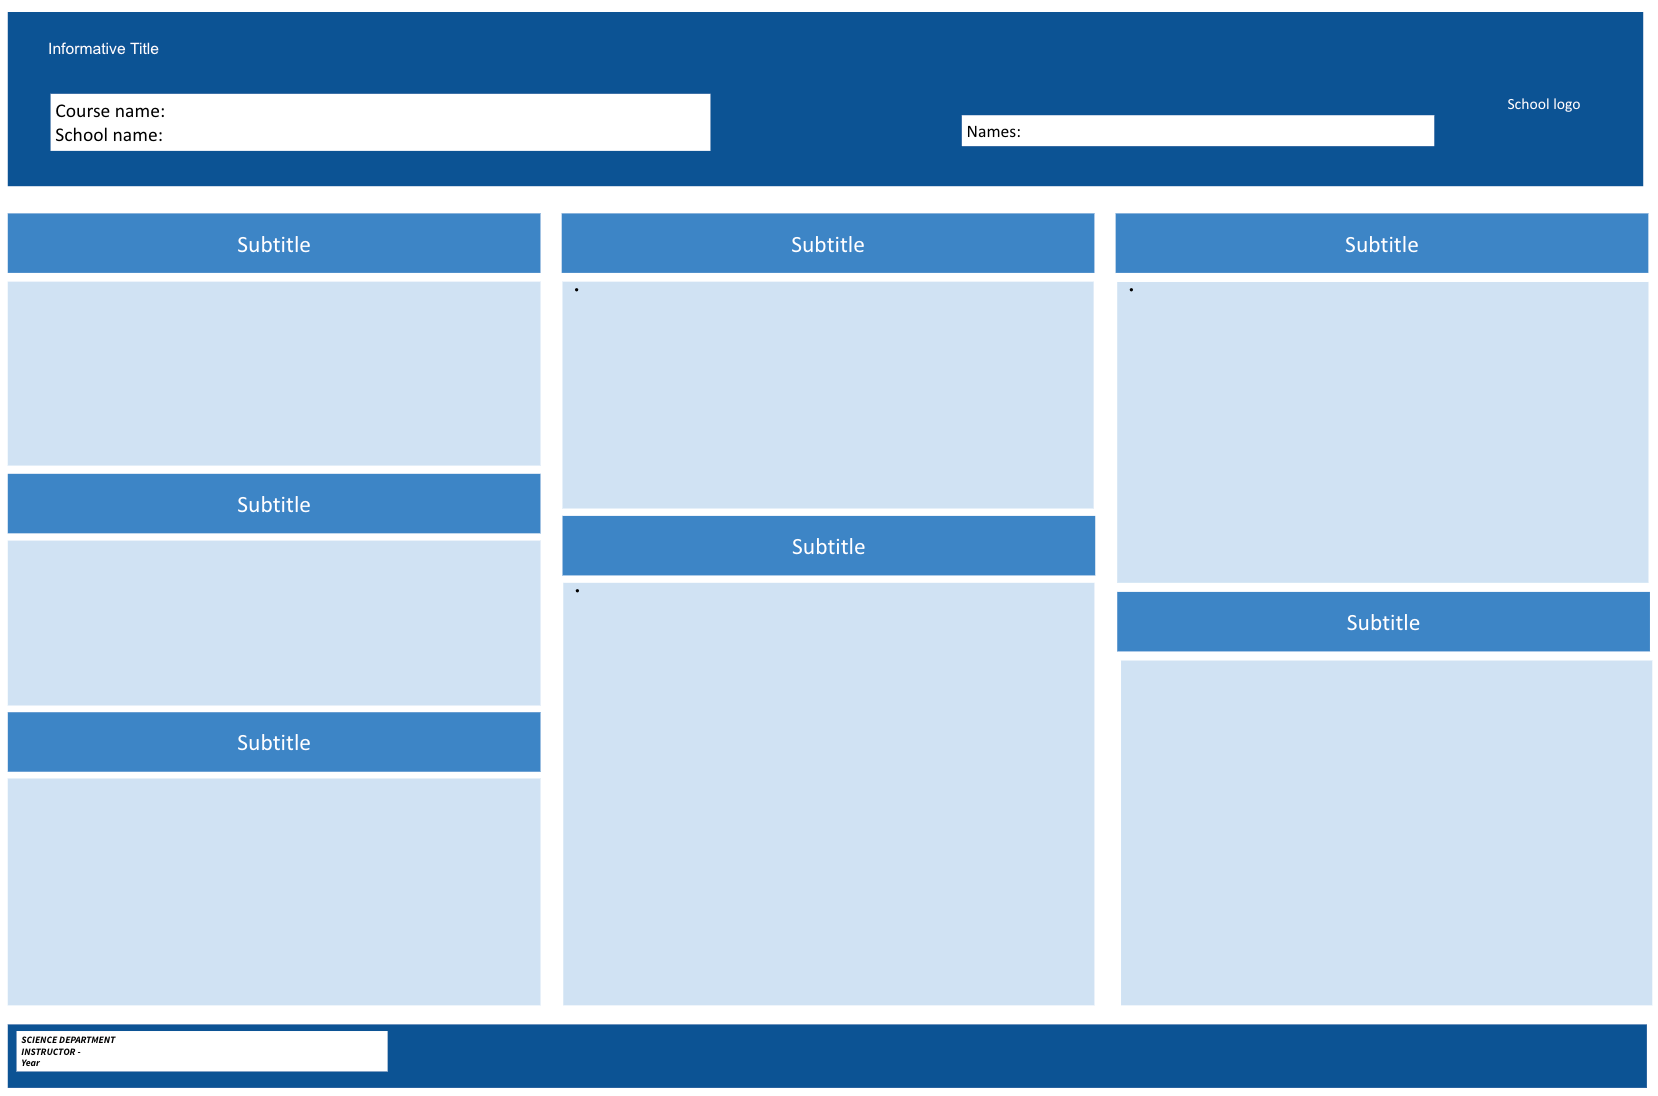 Informative Title
Course name:
School name:
Names:
School logo
Subtitle
Subtitle
Subtitle
Subtitle
•
Subtitle
•
Subtitle
•
Subtitle
SCIENCE DEPARTMENT
INSTRUCTOR -
Year